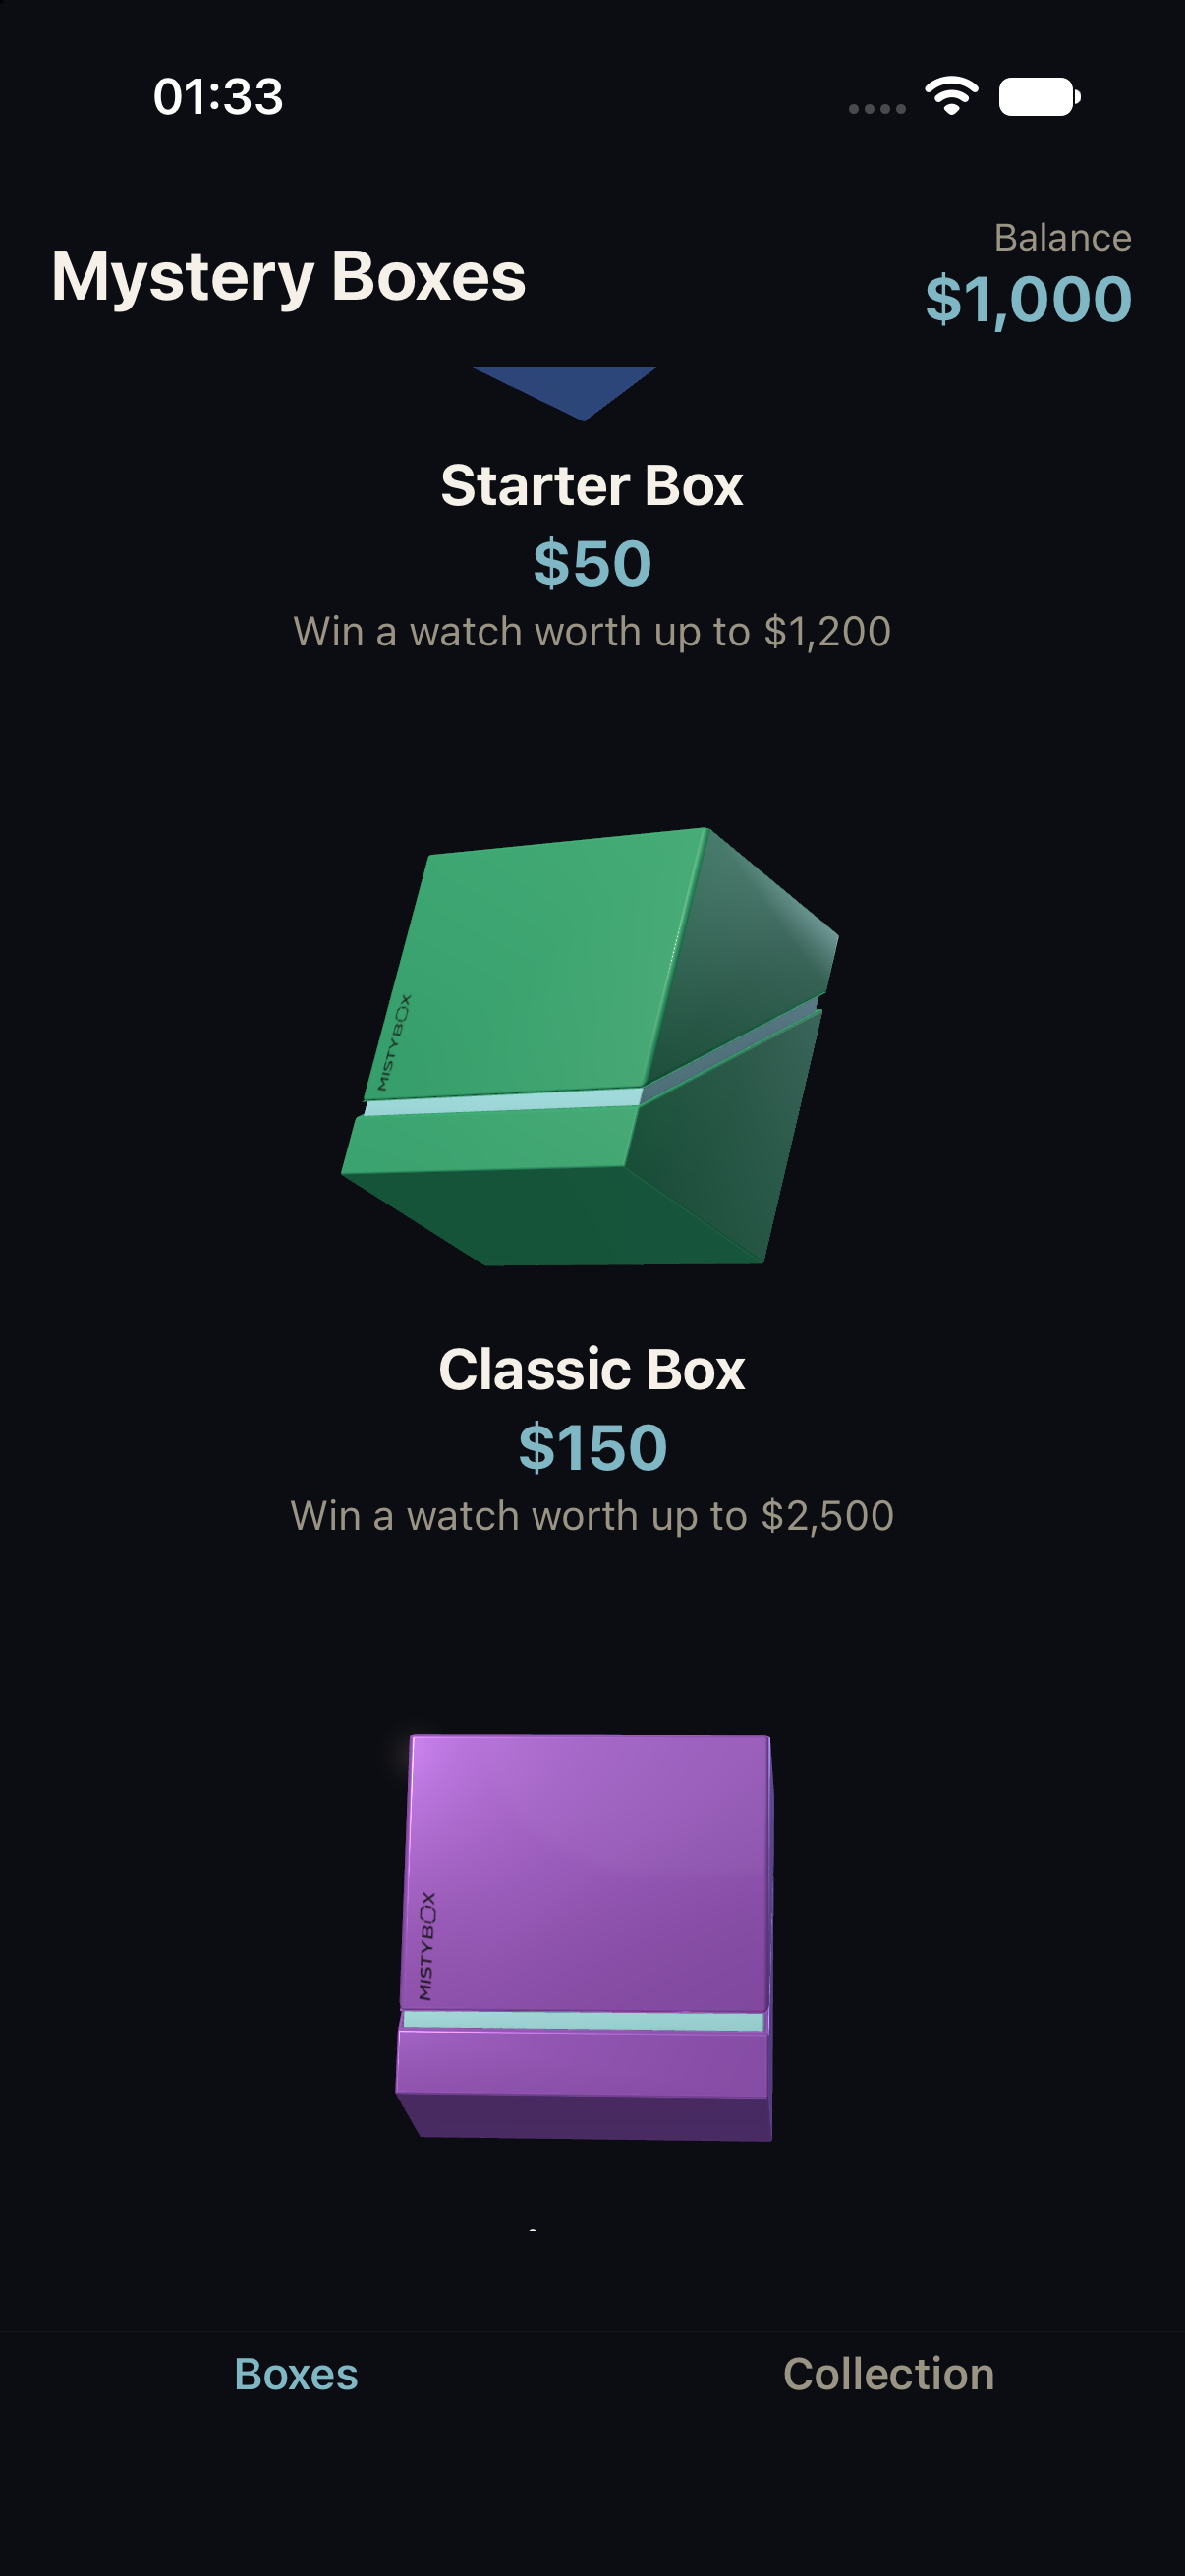 01:33
Mystery Boxes
Balance
$1,000
Starter Box
$50
Win a watch worth up to $1,200
MISTYBOX
Classic Box
$150
Win a watch worth up to $2,500
MISTYBOX
Boxes
Collection